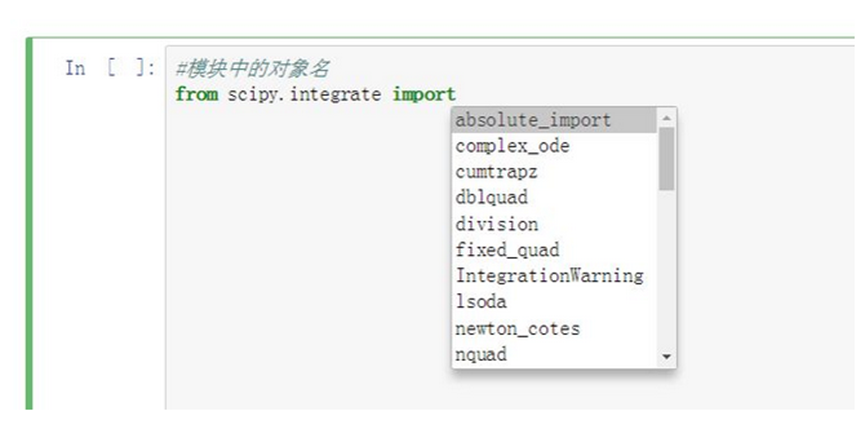 In [ ]: #模块中的对象名
from scipy.integrate import
absolute_import
complex_ode
cumtrapz
dblquad
division
fixed_quad
IntegrationWarning
lsoda
newton_cotes
nquad